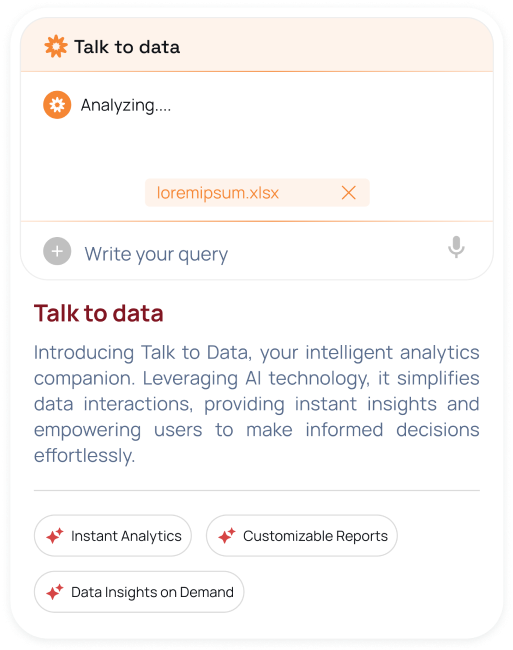 Talk to data
Analyzing....
loremipsum.xlsx
Write your query
Talk to data
Introducing Talk to Data, your intelligent analytics
companion. Leveraging AI technology, it simplifies
data interactions, providing instant insights and
empowering users to make informed decisions
effortlessly.
Instant Analytics
Customizable Reports
Data Insights on Demand